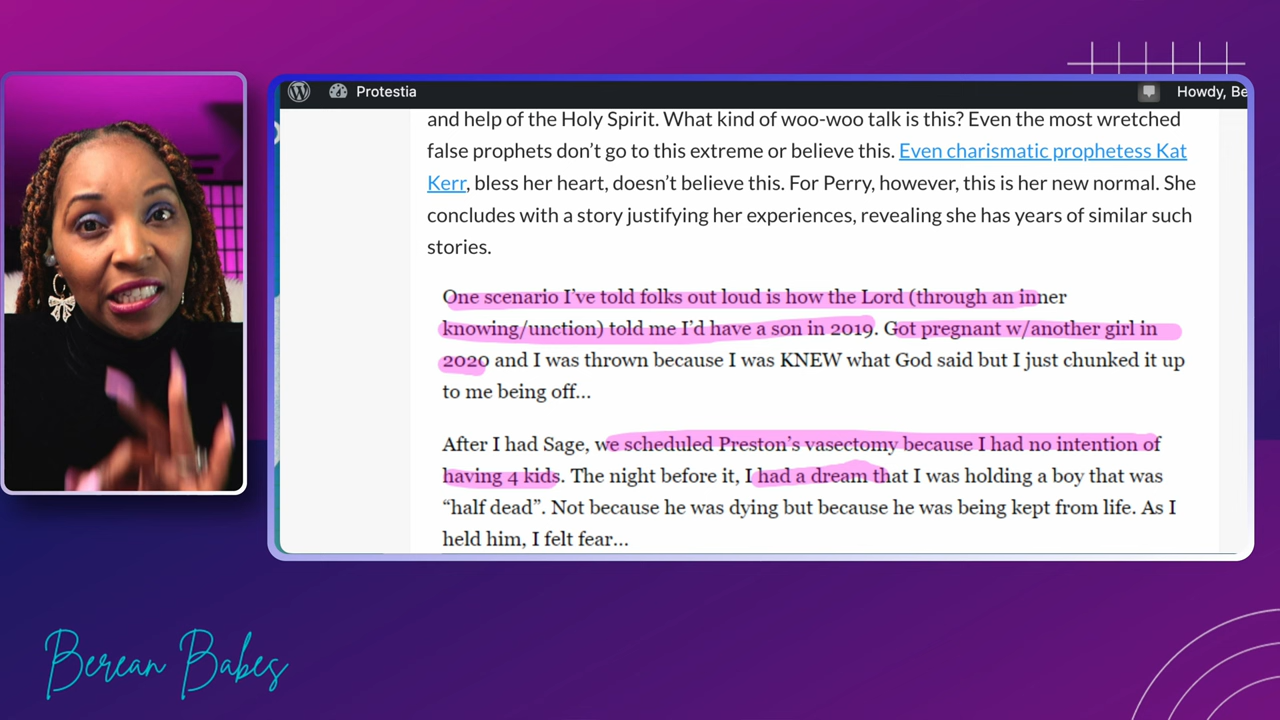 Protestia
Howdy, Be
and help of the Holy Spirit. What kind of woo-woo talk is this? Even the most wretched
false prophets don’t go to this extreme or believe this. Even charismatic prophetess Kat
Kerr, bless her heart, doesn’t believe this. For Perry, however, this is her new normal. She
concludes with a story justifying her experiences, revealing she has years of similar such
stories.
One scenario I’ve told folks out loud is how the Lord (through an inner
knowing/unction) told me I’d have a son in 2019. Got pregnant w/another girl in
2020 and I was thrown because I was KNEW what God said but I just chunked it up
to me being off...
After I had Sage, we scheduled Preston’s vasectomy because I had no intention of
having 4 kids. The night before it, I had a dream that I was holding a boy that was
“half dead”. Not because he was dying but because he was being kept from life. As I
held him, I felt fear...
Berean Babes